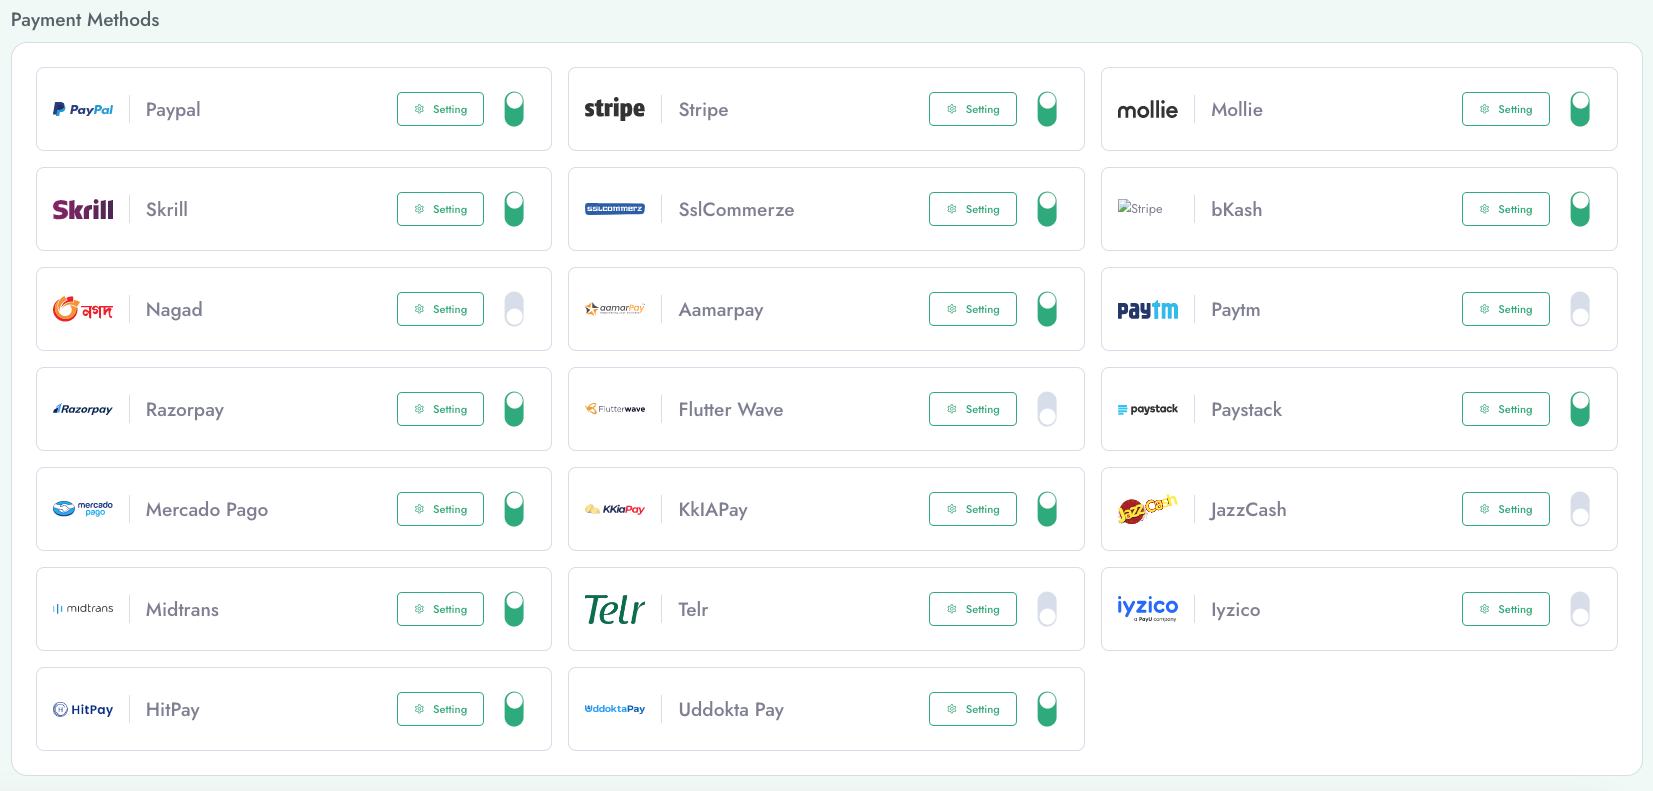 Payment Methods
PayPal Paypal Setting
stripe Stripe Setting
mollie Mollie Setting
Skrill Skrill Setting
SSLCOMMERZ SslCommerze Setting
Stripe bKash Setting
নগদ Nagad Setting
aamarPay Aamarpay Setting
paytm Paytm Setting
Razorpay Razorpay Setting
Flutterwave Flutter Wave Setting
paystack Paystack Setting
mercado
pago Mercado Pago Setting
KKiaPay KkIAPay Setting
JazzCash JazzCash Setting
midtrans Midtrans Setting
Telr Telr Setting
iyzico
a PayU company Iyzico Setting
HitPay HitPay Setting
UddoktaPay Uddokta Pay Setting